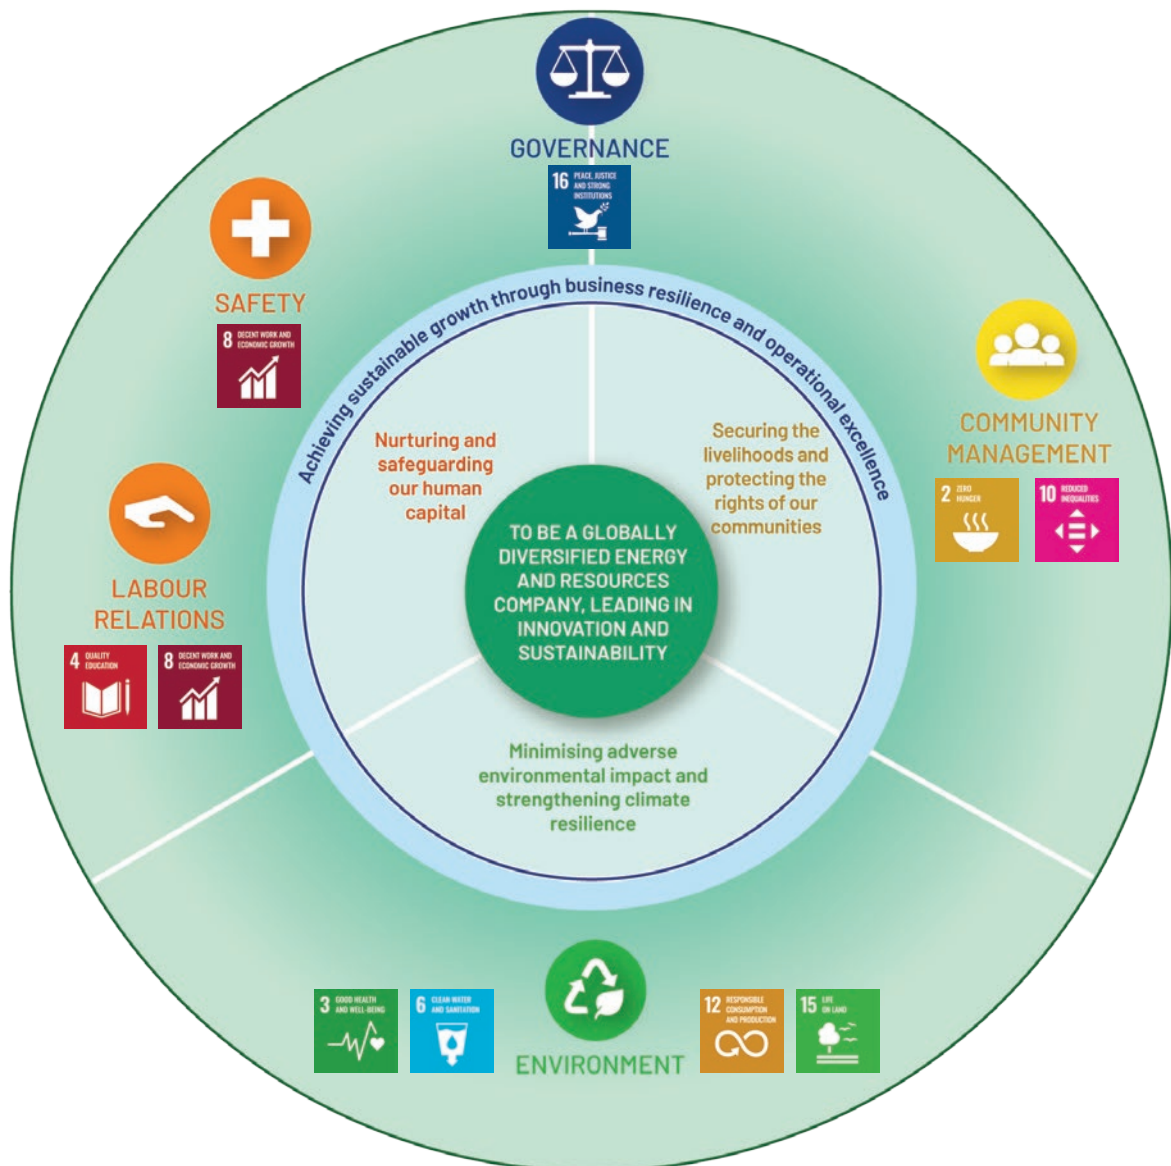 GOVERNANCE
16 PEACE, JUSTICE
AND STRONG
INSTITUTIONS
SAFETY
8 DECENT WORK AND
ECONOMIC GROWTH
Achieving sustainable growth through business resilience and operational excellence
COMMUNITY
MANAGEMENT
2 ZERO
HUNGER
10 REDUCED
INEQUALITIES
Nurturing and
safeguarding
our human
capital
Securing the
livelihoods and
protecting the
rights of our
communities
TO BE A GLOBALLY
DIVERSIFIED ENERGY
AND RESOURCES
COMPANY, LEADING IN
INNOVATION AND
SUSTAINABILITY
LABOUR
RELATIONS
4 QUALITY
EDUCATION
8 DECENT WORK AND
ECONOMIC GROWTH
Minimising adverse
environmental impact and
strengthening climate
resilience
3 GOOD HEALTH
AND WELL-BEING
6 CLEAN WATER
AND SANITATION
ENVIRONMENT
12 RESPONSIBLE
CONSUMPTION
AND PRODUCTION
15 LIFE
ON LAND